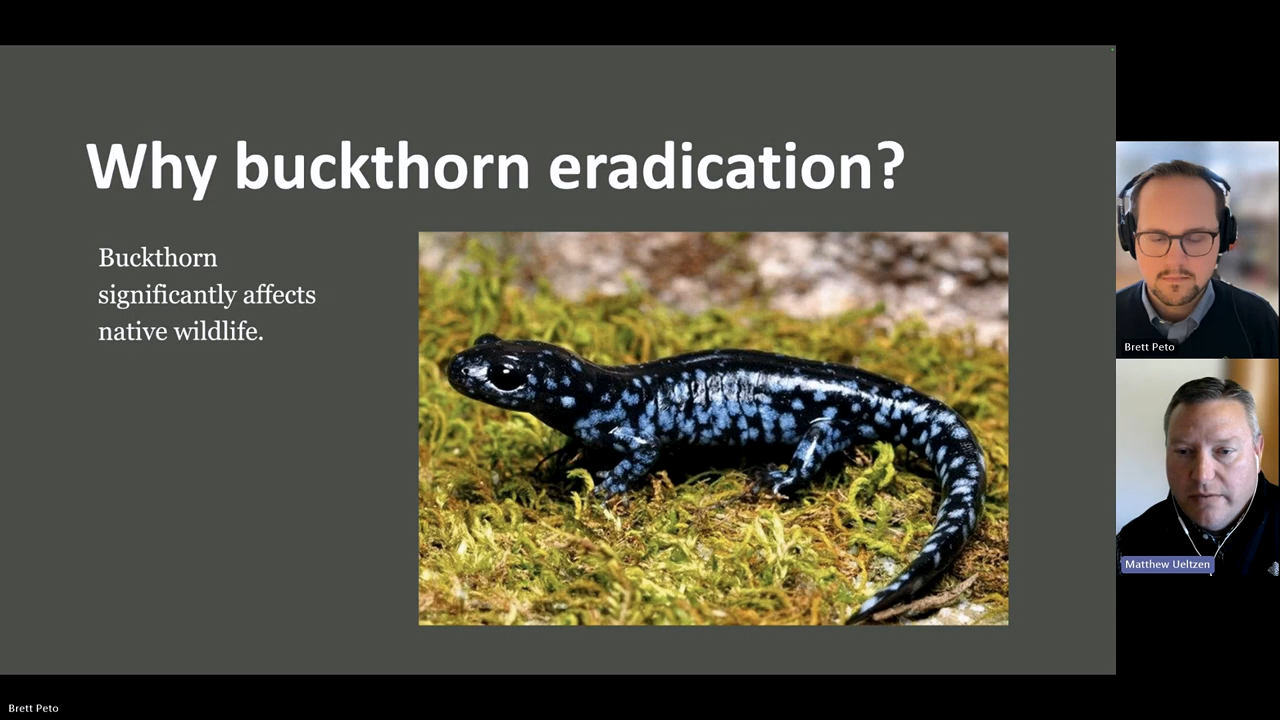 Why buckthorn eradication?
Buckthorn
significantly affects
native wildlife.
Brett Peto
Matthew Ueltzen
Brett Peto